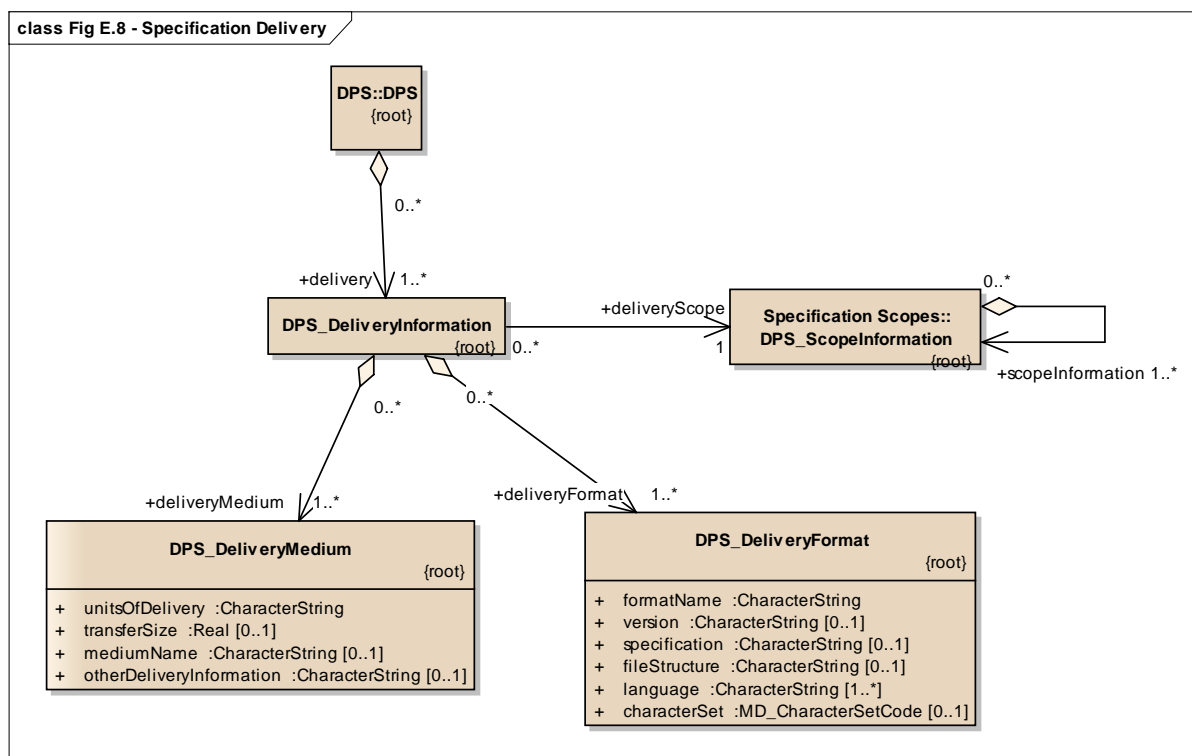 class Fig E.8 - Specification Delivery
DPS::DPS
{root}
0..*
+delivery 1..*
DPS_DeliveryInformation
{root}
0..*
+deliveryScope
1
Specification Scopes::
DPS_ScopeInformation
{root}
0..*
+scopeInformation 1..*
0..*
0..*
+deliveryMedium 1..*
+deliveryFormat 1..*
DPS_DeliveryMedium
{root}
+ unitsOfDelivery :CharacterString
+ transferSize :Real [0..1]
+ mediumName :CharacterString [0..1]
+ otherDeliveryInformation :CharacterString [0..1]
DPS_DeliveryFormat
{root}
+ formatName :CharacterString
+ version :CharacterString [0..1]
+ specification :CharacterString [0..1]
+ fileStructure :CharacterString [0..1]
+ language :CharacterString [1..*]
+ characterSet :MD_CharacterSetCode [0..1]